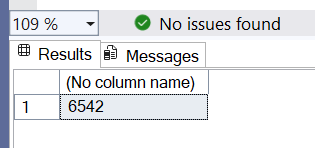 109 % No issues found
Results Messages
(No column name)
1 6542